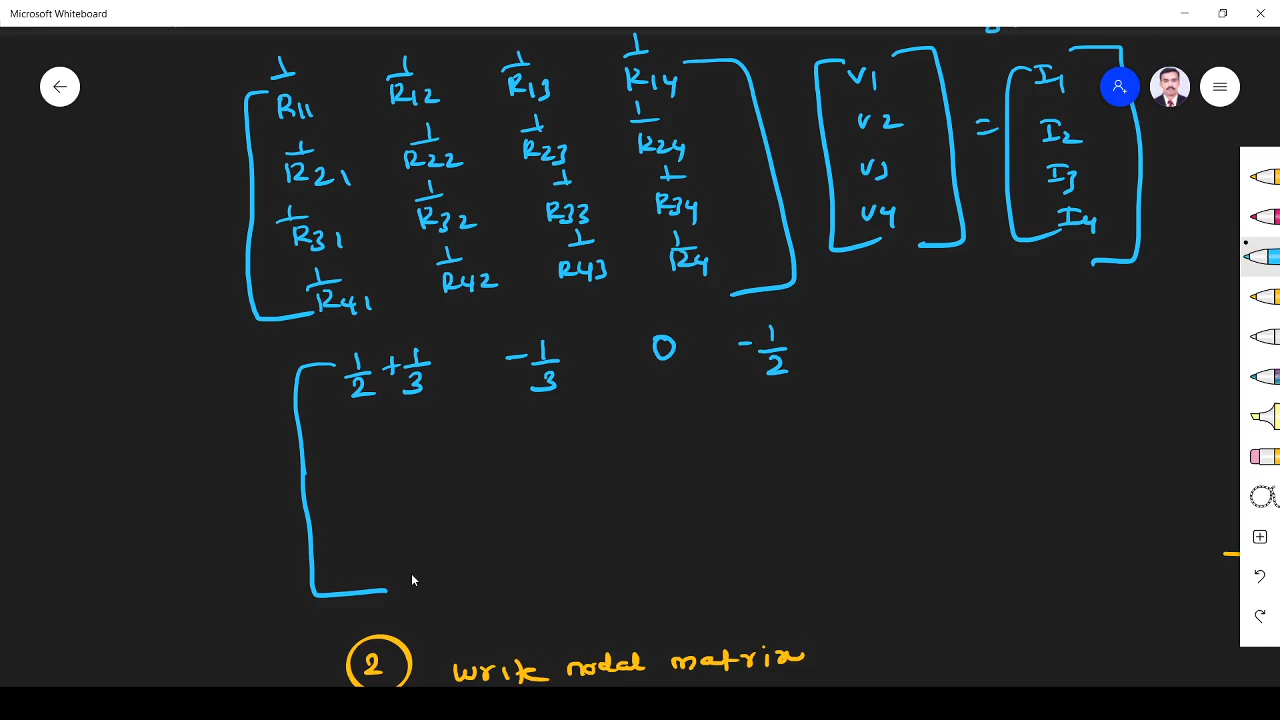 Microsoft Whiteboard
1/R11 1/R12 1/R13 1/R14 V1 I1
1/R21 1/R22 1/R23 1/R24 V2 = I2
1/R31 1/R32 1/R33 1/R34 V3 I3
1/R41 1/R42 1/R43 1/R4 V4 I4
1/2 + 1/3 -1/3 0 -1/2
2 write nodal matrix